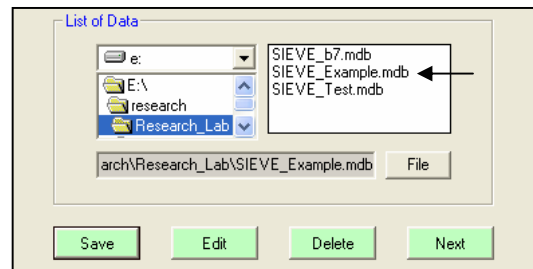 List of Data
e:
E:\
research
Research_Lab
SIEVE_b7.mdb
SIEVE_Example.mdb
SIEVE_Test.mdb
arch\Research_Lab\SIEVE_Example.mdb
File
Save Edit Delete Next